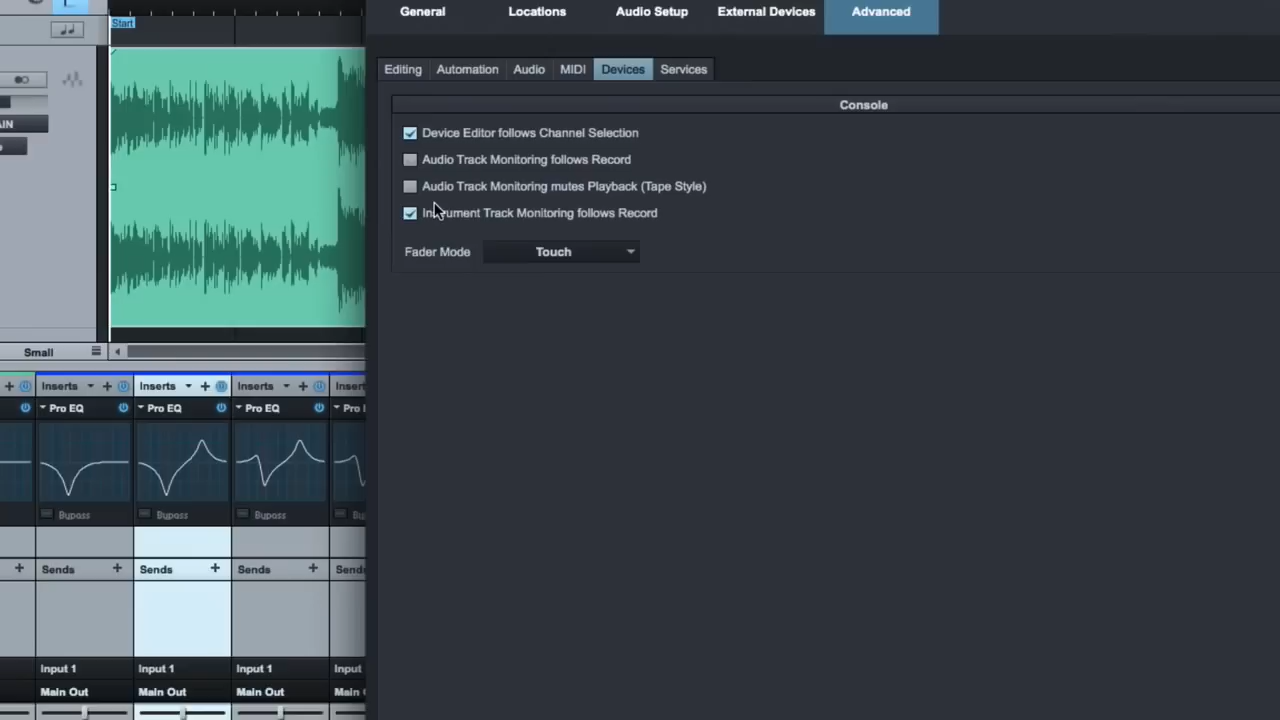 General Locations Audio Setup External Devices Advanced
Start
Editing Automation Audio MIDI Devices Services
Console
Device Editor follows Channel Selection
Audio Track Monitoring follows Record
Audio Track Monitoring mutes Playback (Tape Style)
Instrument Track Monitoring follows Record
Fader Mode Touch
Small
Inserts Inserts Inserts
Pro EQ Pro EQ Pro EQ
Bypass Bypass Bypass
Sends Sends Sends
Input 1 Input 1 Input 1 Input
Main Out Main Out Main Out Main